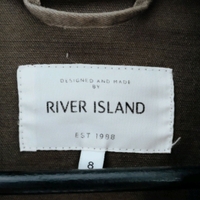 DESIGNED AND MADE
BY
RIVER ISLAND
EST 1988
8